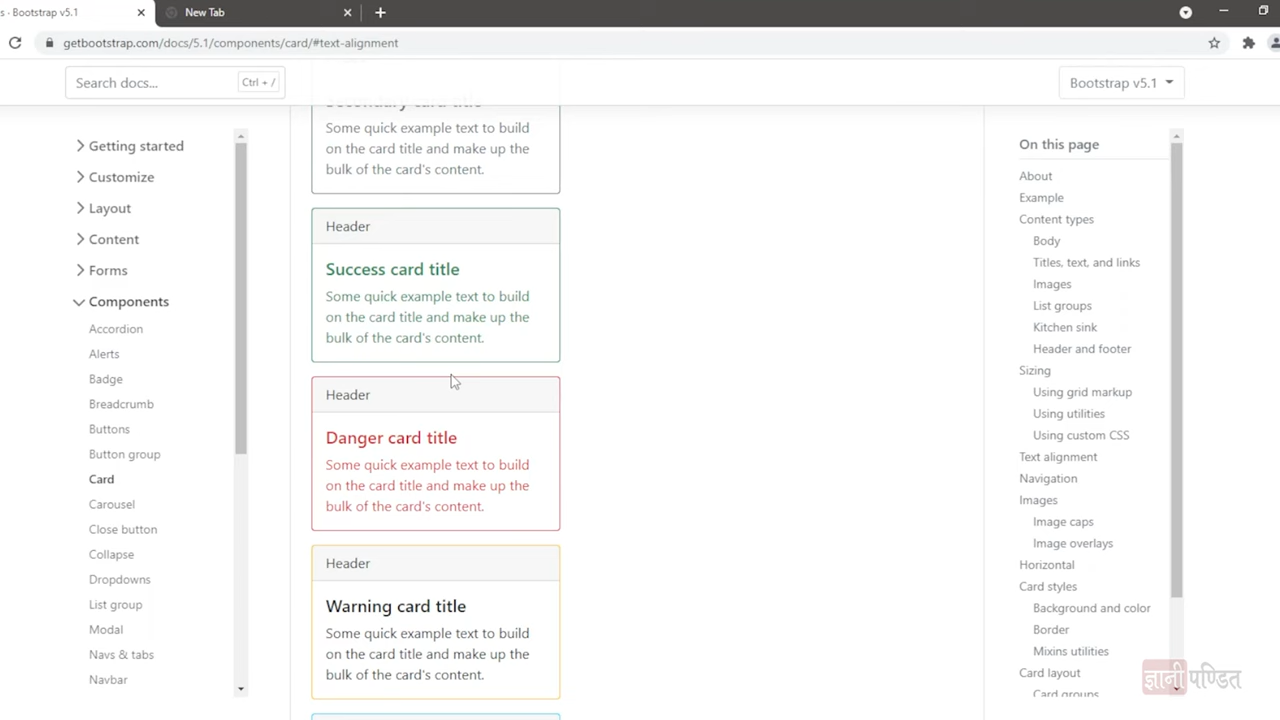 s - Bootstrap v5.1
New Tab
getbootstrap.com/docs/5.1/components/card/#text-alignment
Search docs...
Ctrl + /
Bootstrap v5.1
Getting started
Customize
Layout
Content
Forms
Components
Accordion
Alerts
Badge
Breadcrumb
Buttons
Button group
Card
Carousel
Close button
Collapse
Dropdowns
List group
Modal
Navs & tabs
Navbar
Secondary card title
Some quick example text to build
on the card title and make up the
bulk of the card's content.
Header
Success card title
Some quick example text to build
on the card title and make up the
bulk of the card's content.
Header
Danger card title
Some quick example text to build
on the card title and make up the
bulk of the card's content.
Header
Warning card title
Some quick example text to build
on the card title and make up the
bulk of the card's content.
On this page
About
Example
Content types
Body
Titles, text, and links
Images
List groups
Kitchen sink
Header and footer
Sizing
Using grid markup
Using utilities
Using custom CSS
Text alignment
Navigation
Images
Image caps
Image overlays
Horizontal
Card styles
Background and color
Border
Mixins utilities
Card layout
Card groups
ज्ञानी पण्डित